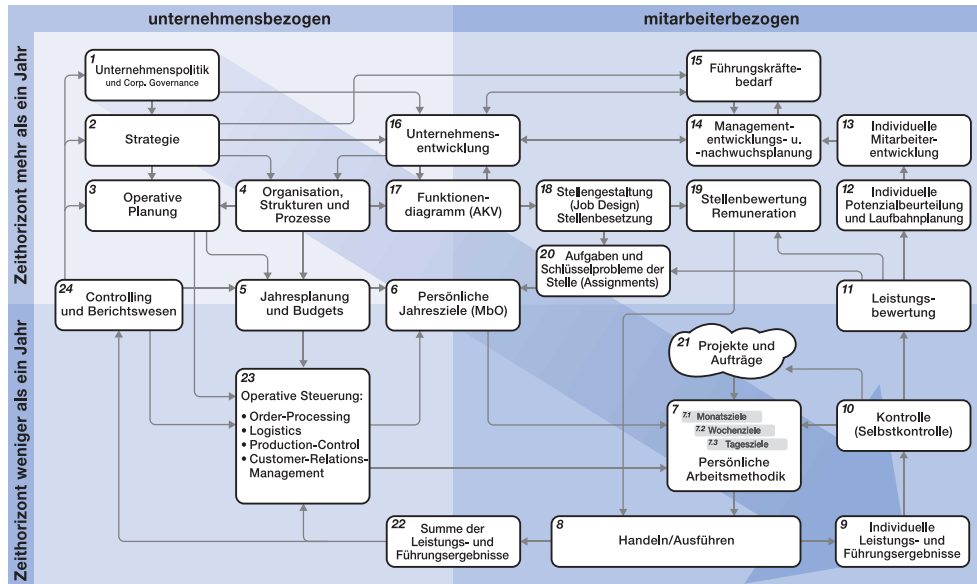 unternehmensbezogen
mitarbeiterbezogen
Zeithorizont mehr als ein Jahr
Zeithorizont weniger als ein Jahr
1
Unternehmenspolitik
und Corp. Governance
15
Führungskräfte-
bedarf
2
Strategie
16
Unternehmens-
entwicklung
14
Management-
entwicklungs- u.
-nachwuchsplanung
13
Individuelle
Mitarbeiter-
entwicklung
3
Operative
Planung
4
Organisation,
Strukturen und
Prozesse
17
Funktionen-
diagramm (AKV)
18
Stellengestaltung
(Job Design)
Stellenbesetzung
19
Stellenbewertung
Remuneration
12
Individuelle
Potenzialbeurteilung
und Laufbahnplanung
20
Aufgaben und
Schlüsselprobleme der
Stelle (Assignments)
24
Controlling
und Berichtswesen
5
Jahresplanung
und Budgets
6
Persönliche
Jahresziele (MbO)
11
Leistungs-
bewertung
21
Projekte und
Aufträge
23
Operative Steuerung:
• Order-Processing
• Logistics
• Production-Control
• Customer-Relations-
Management
7
7.1 Monatsziele
7.2 Wochenziele
7.3 Tagesziele
Persönliche
Arbeitsmethodik
10
Kontrolle
(Selbstkontrolle)
22
Summe der
Leistungs- und
Führungsergebnisse
8
Handeln/Ausführen
9
Individuelle
Leistungs- und
Führungsergebnisse